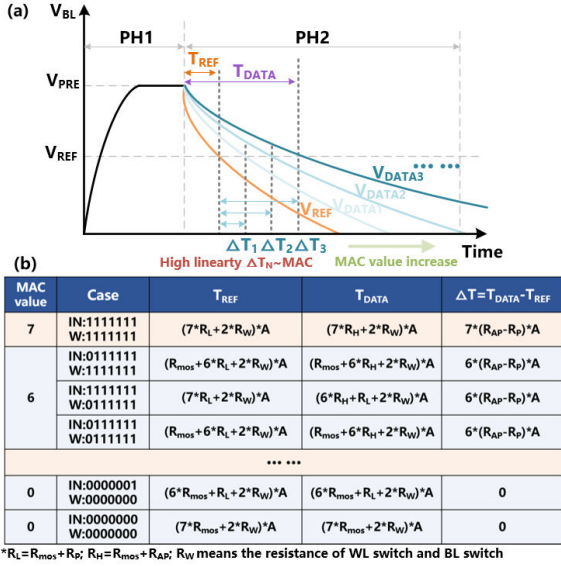 (a)
V_BL
PH1 PH2
T_REF
T_DATA
V_PRE
V_REF
V_DATA3
V_DATA2
V_DATA1
V_REF
ΔT_1 ΔT_2 ΔT_3
Time
High linearty ΔT_N~MAC
MAC value increase
(b)
MAC value Case T_REF T_DATA ΔT=T_DATA-T_REF
7 IN:1111111 W:1111111 (7*R_L+2*R_W)*A (7*R_H+2*R_W)*A 7*(R_AP-R_P)*A
6 IN:0111111 W:1111111 (R_mos+6*R_L+2*R_W)*A (R_mos+6*R_H+2*R_W)*A 6*(R_AP-R_P)*A
IN:1111111 W:0111111 (7*R_L+2*R_W)*A (6*R_H+R_L+2*R_W)*A 6*(R_AP-R_P)*A
IN:0111111 W:0111111 (R_mos+6*R_L+2*R_W)*A (R_mos+6*R_H+2*R_W)*A 6*(R_AP-R_P)*A
... ...
0 IN:0000001 W:0000000 (6*R_mos+R_L+2*R_W)*A (6*R_mos+R_L+2*R_W)*A 0
0 IN:0000000 W:0000000 (7*R_mos+2*R_W)*A (7*R_mos+2*R_W)*A 0
*R_L=R_mos+R_P; R_H=R_mos+R_AP; R_W means the resistance of WL switch and BL switch